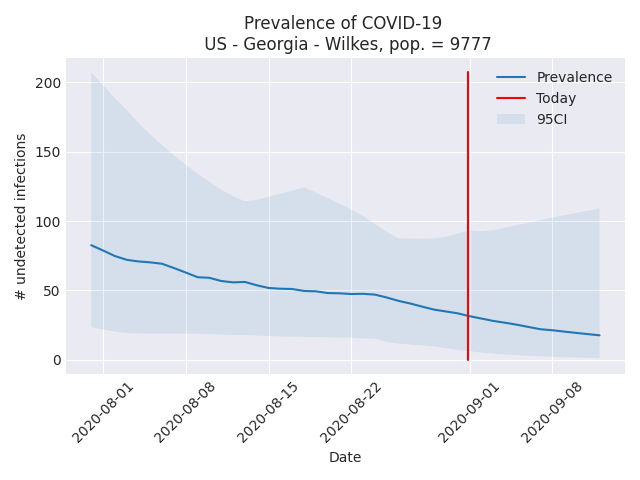 Prevalence of COVID-19
US - Georgia - Wilkes, pop. = 9777
Prevalence
Today
95CI
# undetected infections
200
150
100
50
0
2020-08-01
2020-08-08
2020-08-15
2020-08-22
2020-09-01
2020-09-08
Date